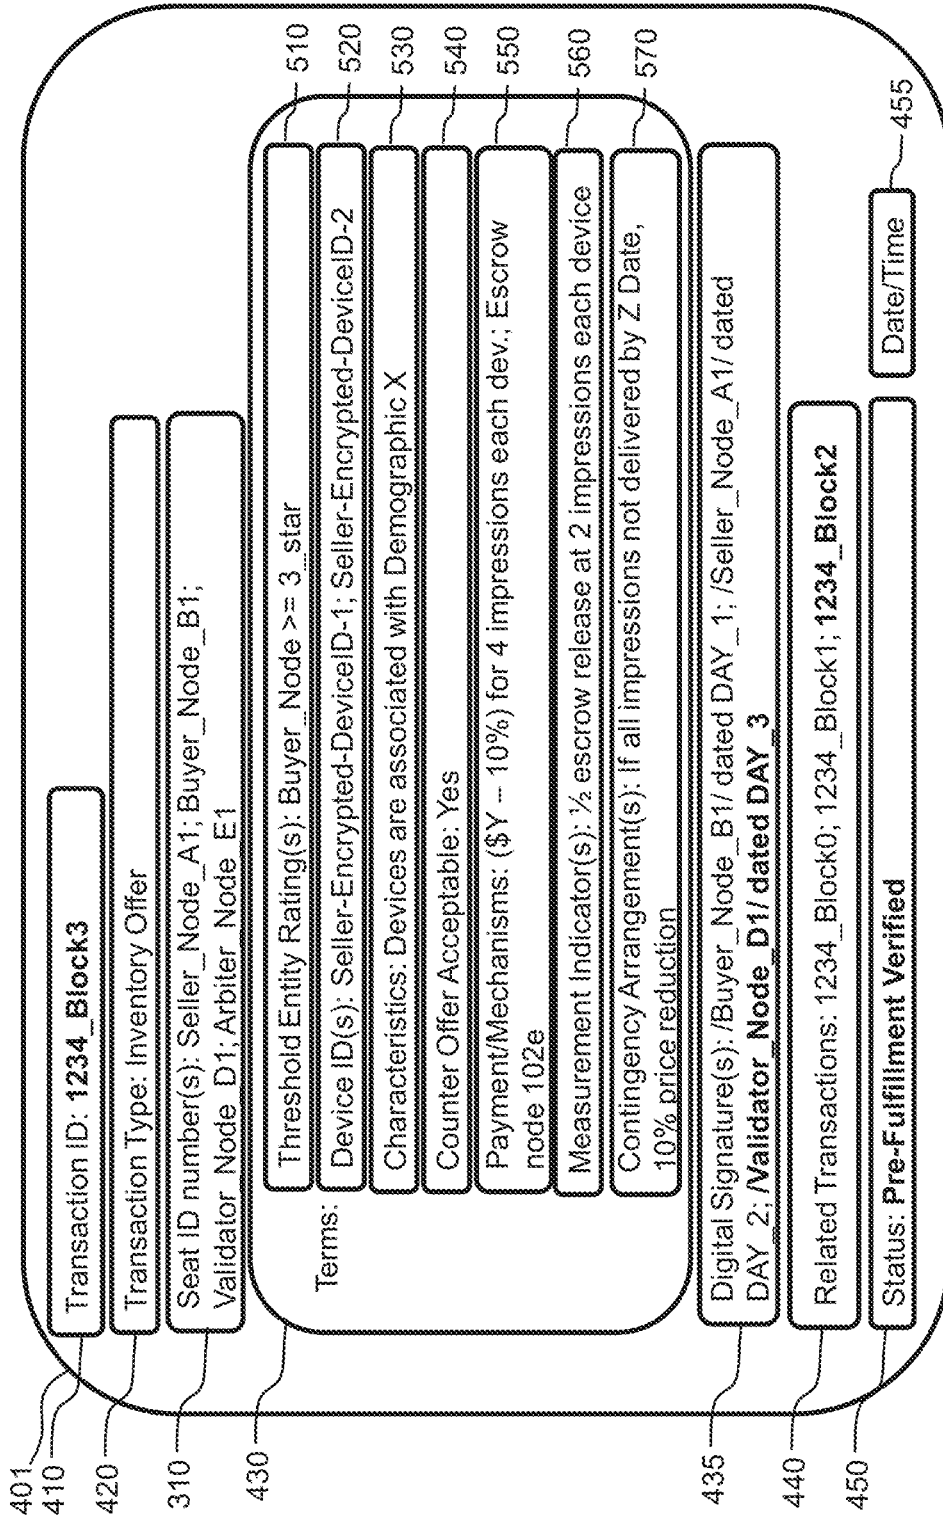 401
410
Transaction ID: 1234_Block3
420
Transaction Type: Inventory Offer
310
Seat ID number(s): Seller_Node_A1; Buyer_Node_B1;
Validator_Node_D1; Arbiter_Node E1
430
Terms:
Threshold Entity Rating(s): Buyer_Node >= 3_star
510
Device ID(s): Seller-Encrypted-DeviceID-1; Seller-Encrypted-DeviceID-2
520
Characteristics: Devices are associated with Demographic X
530
Counter Offer Acceptable: Yes
540
Payment/Mechanisms: ($Y – 10%) for 4 impressions each dev.; Escrow
node 102e
550
Measurement Indicator(s): ½ escrow release at 2 impressions each device
560
Contingency Arrangement(s): If all impressions not delivered by Z Date,
10% price reduction
570
435
Digital Signature(s): /Buyer_Node_B1/ dated DAY_1; /Seller_Node_A1/ dated
DAY_2; /Validator_Node_D1/ dated DAY_3
440
Related Transactions: 1234_Block0; 1234_Block1; 1234_Block2
450
Status: Pre-Fulfillment Verified
Date/Time
455